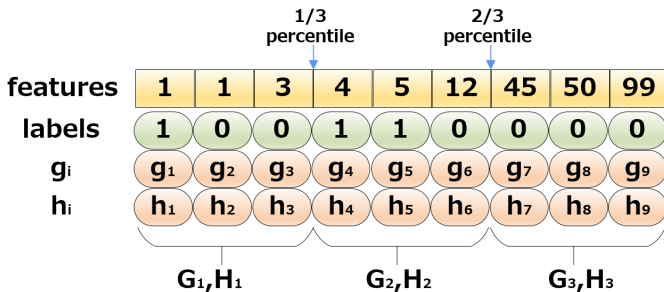 1/3 2/3
percentile percentile
features 1 1 3 4 5 12 45 50 99
labels 1 0 0 1 1 0 0 0 0
gᵢ g₁ g₂ g₃ g₄ g₅ g₆ g₇ g₈ g₉
hᵢ h₁ h₂ h₃ h₄ h₅ h₆ h₇ h₈ h₉
G₁,H₁ G₂,H₂ G₃,H₃